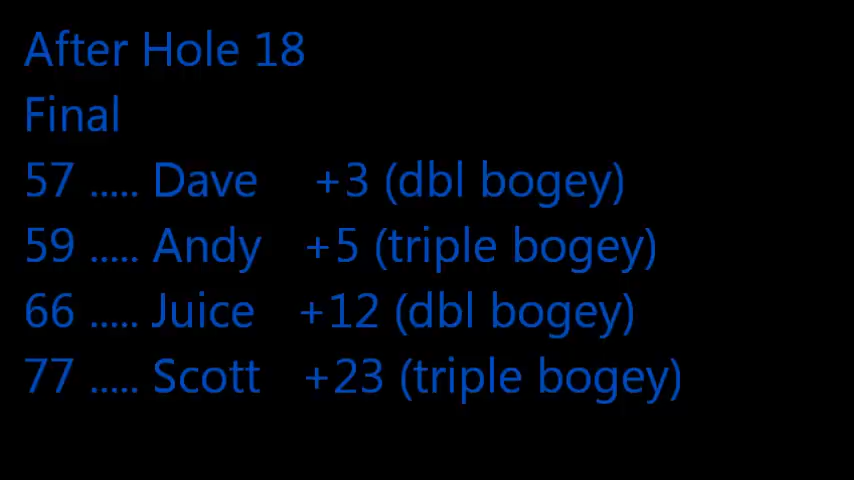 After Hole 18
Final
57 ..... Dave +3 (dbl bogey)
59 ..... Andy +5 (triple bogey)
66 ..... Juice +12 (dbl bogey)
77 ..... Scott +23 (triple bogey)